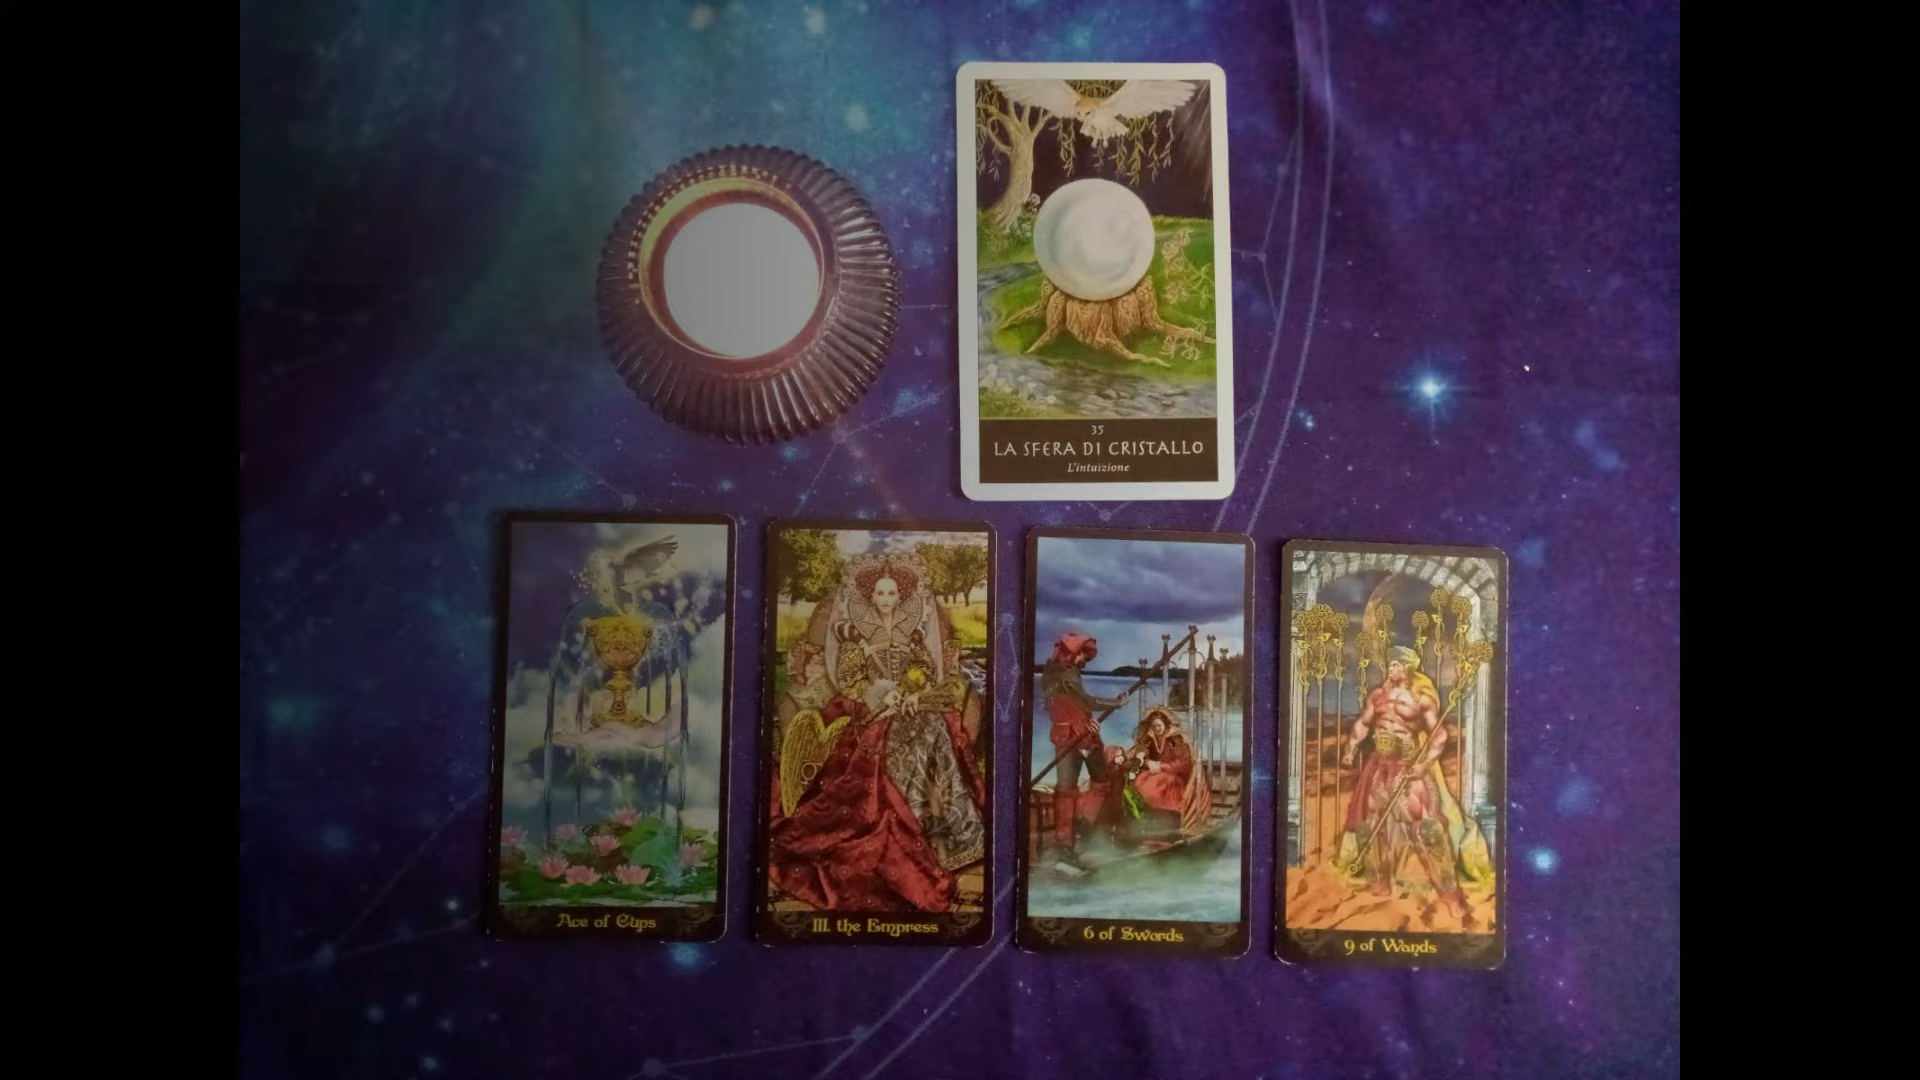 35
LA SFERA DI CRISTALLO
L'intuizione
Ace of Cups
III. the Empress
6 of Swords
9 of Wands